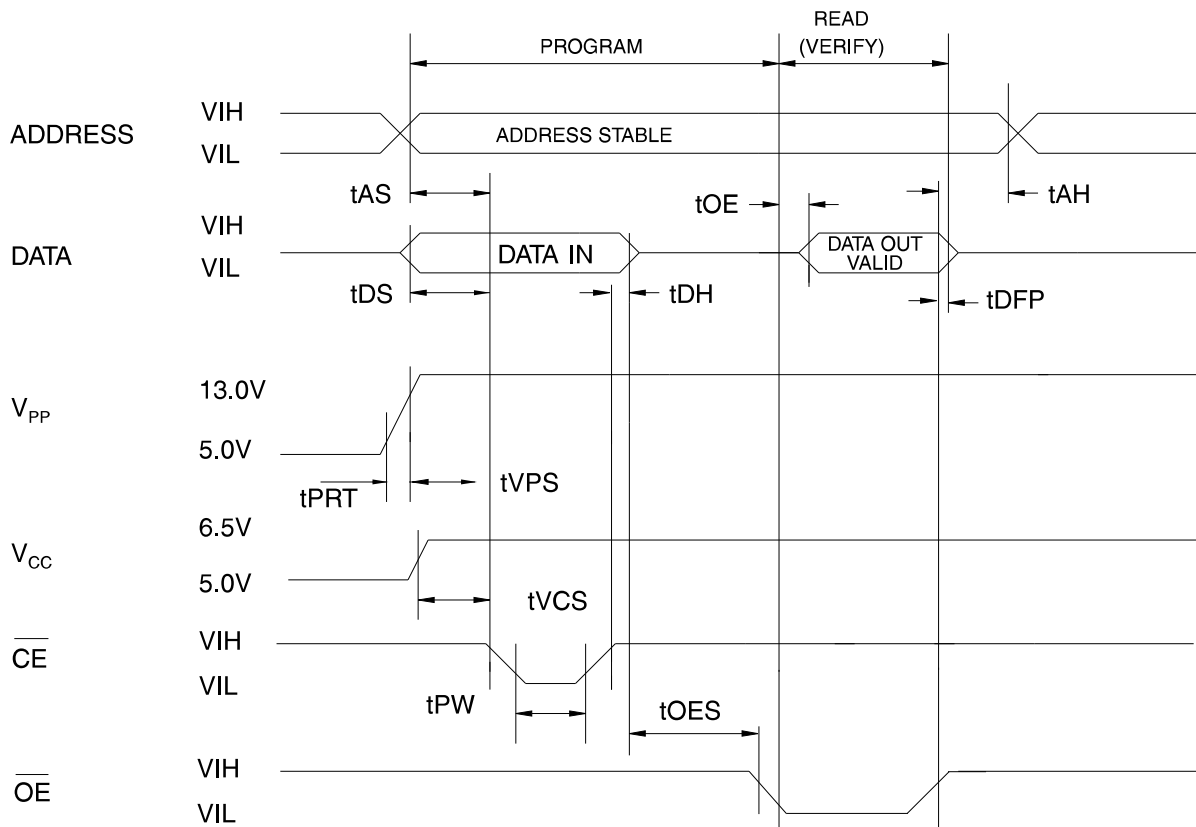 READ
PROGRAM (VERIFY)
ADDRESS VIH
VIL ADDRESS STABLE
tAS tOE tAH
DATA VIH
VIL DATA IN DATA OUT
VALID
tDS tDH tDFP
VPP 13.0V
5.0V
tPRT tVPS
VCC 6.5V
5.0V
tVCS
CE VIH
VIL
tPW tOES
OE VIH
VIL